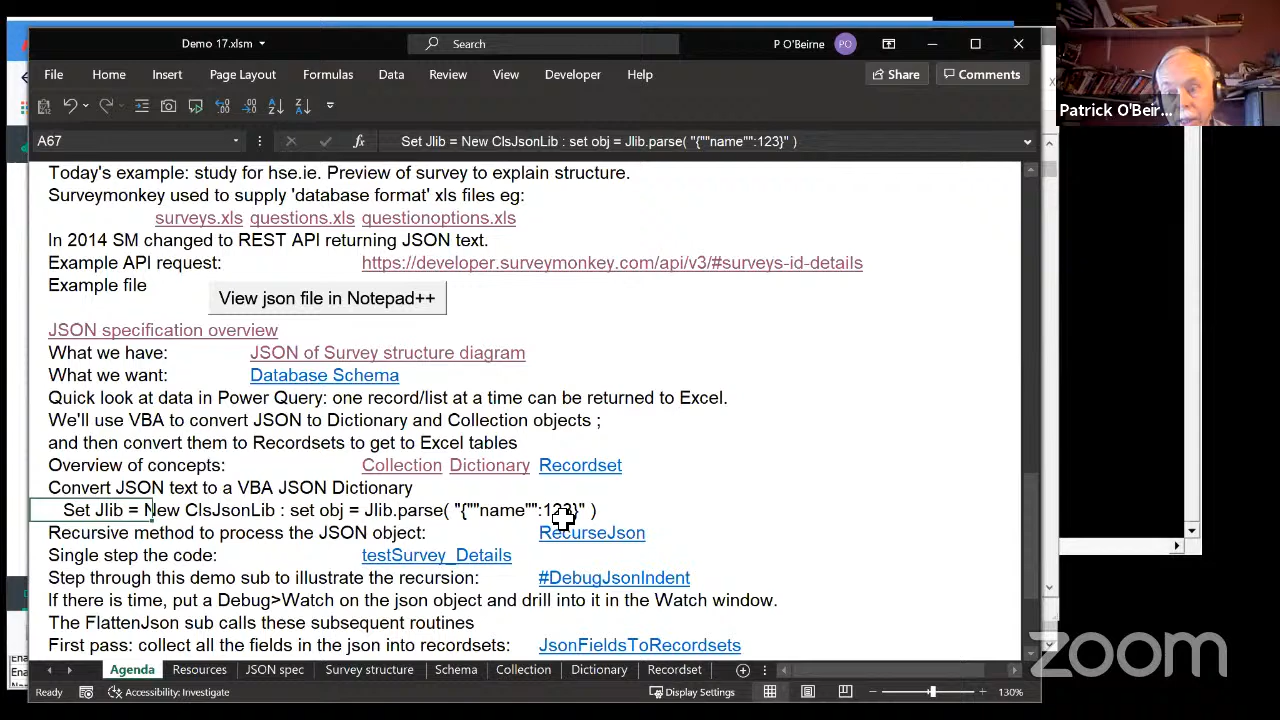 Demo 17.xlsm
Search
P O'Beirne
PO
File Home Insert Page Layout Formulas Data Review View Developer Help
Share
Comments
A67
fx
Set Jlib = New ClsJsonLib : set obj = Jlib.parse( "{""name"":123}" )
Patrick O'Beir...
Today's example: study for hse.ie. Preview of survey to explain structure.
Surveymonkey used to supply 'database format' xls files eg:
surveys.xls questions.xls questionoptions.xls
In 2014 SM changed to REST API returning JSON text.
Example API request: https://developer.surveymonkey.com/api/v3/#surveys-id-details
Example file
View json file in Notepad++
JSON specification overview
What we have: JSON of Survey structure diagram
What we want: Database Schema
Quick look at data in Power Query: one record/list at a time can be returned to Excel.
We'll use VBA to convert JSON to Dictionary and Collection objects ;
and then convert them to Recordsets to get to Excel tables
Overview of concepts: Collection Dictionary Recordset
Convert JSON text to a VBA JSON Dictionary
Set Jlib = New ClsJsonLib : set obj = Jlib.parse( "{""name"":123}" )
Recursive method to process the JSON object: RecurseJson
Single step the code: testSurvey_Details
Step through this demo sub to illustrate the recursion: #DebugJsonIndent
If there is time, put a Debug>Watch on the json object and drill into it in the Watch window.
The FlattenJson sub calls these subsequent routines
First pass: collect all the fields in the json into recordsets: JsonFieldsToRecordsets
Agenda Resources JSON spec Survey structure Schema Collection Dictionary Recordset
Ready
Accessibility: Investigate
Display Settings
130%
zoom